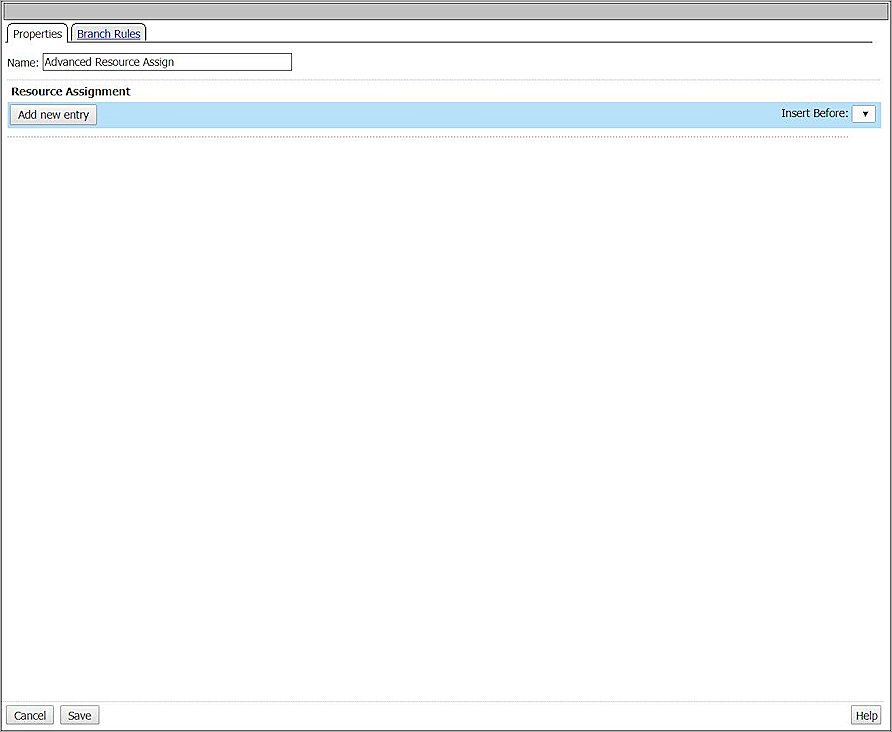 Properties Branch Rules
Name: Advanced Resource Assign
Resource Assignment
Add new entry Insert Before:
Cancel Save Help